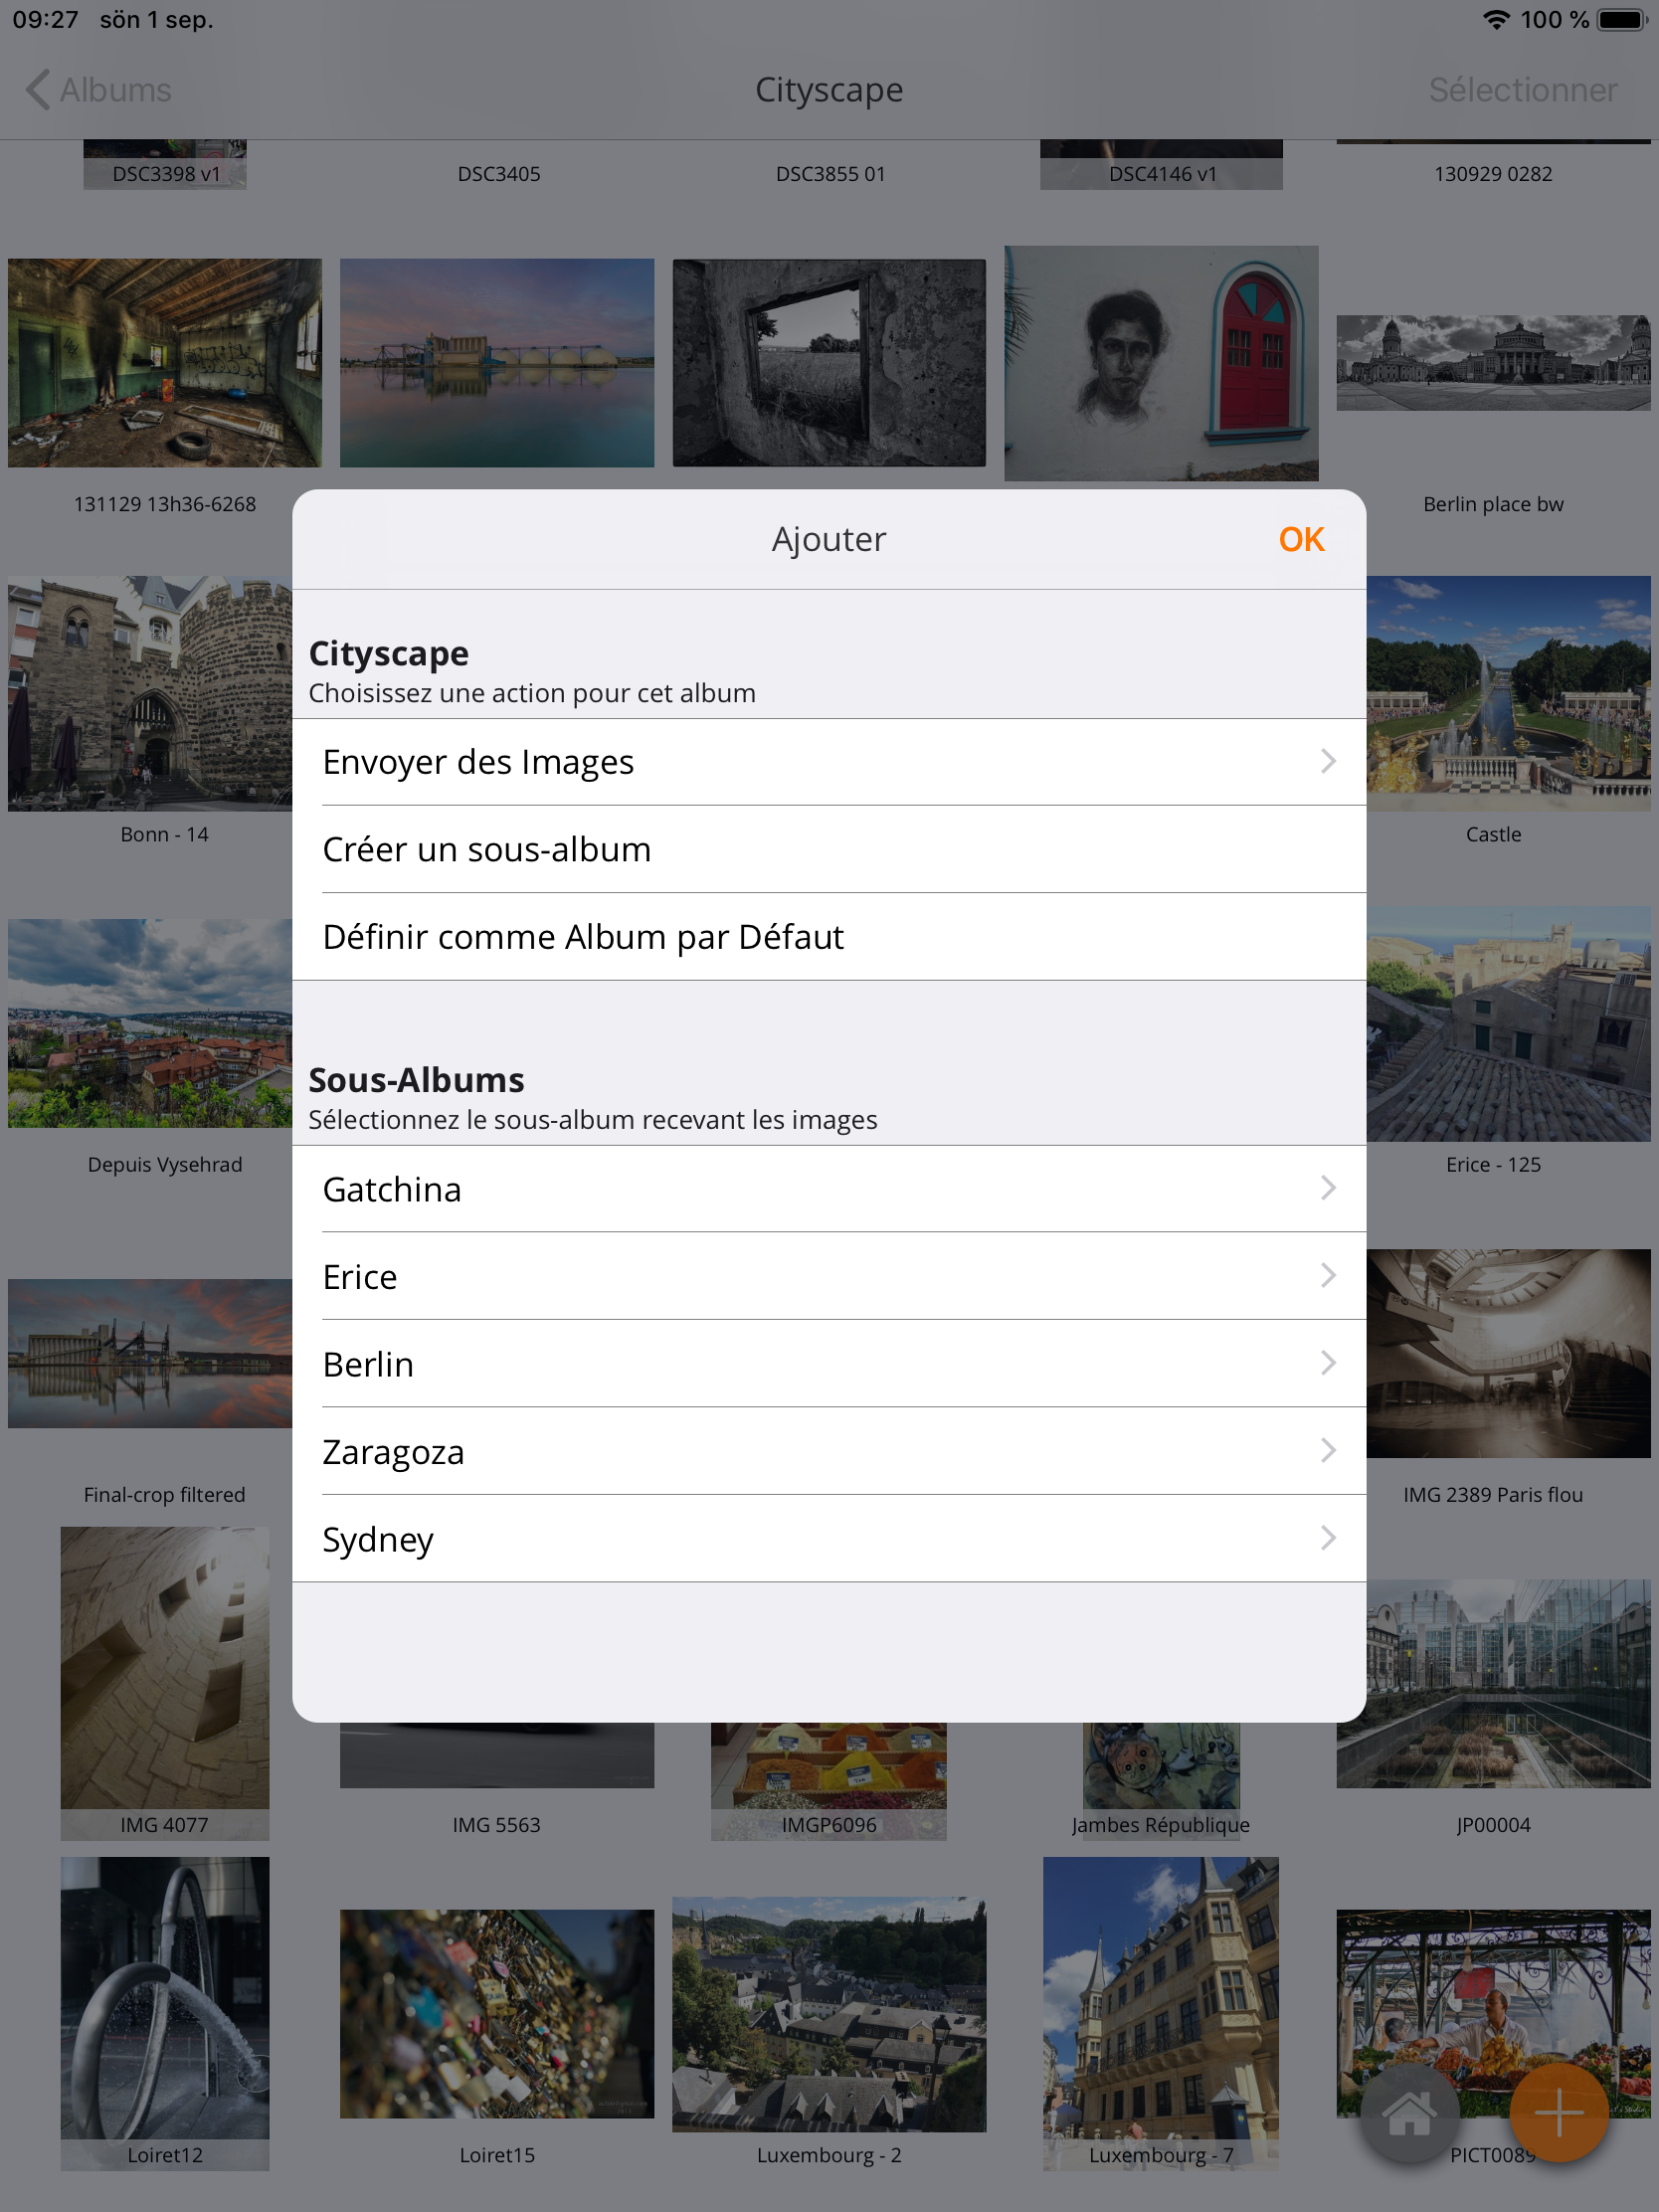 09:27 sön 1 sep. 100 %
Albums Cityscape Sélectionner
DSC3398 v1 DSC3405 DSC3855 01 DSC4146 v1 130929 0282
131129 13h36-6268 Berlin place bw
Ajouter OK
Cityscape
Choisissez une action pour cet album
Envoyer des Images
Créer un sous-album
Définir comme Album par Défaut
Sous-Albums
Sélectionnez le sous-album recevant les images
Gatchina
Erice
Berlin
Zaragoza
Sydney
Bonn - 14 Castle
Depuis Vysehrad Erice - 125
Final-crop filtered IMG 2389 Paris flou
IMG 4077 IMG 5563 IMGP6096 Jambes République JP00004
Loiret12 Loiret15 Luxembourg - 2 Luxembourg - 7 PICT0089